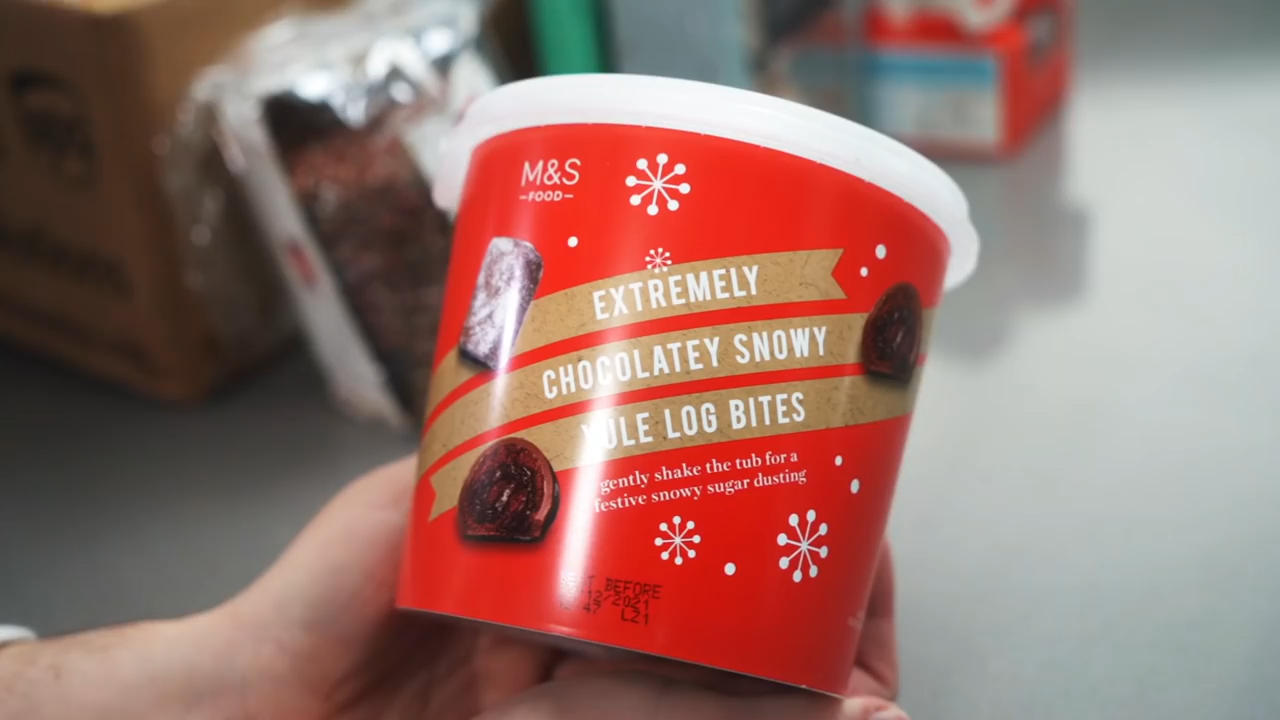 M&S
FOOD
EXTREMELY
CHOCOLATEY SNOWY
YULE LOG BITES
gently shake the tub for a
festive snowy sugar dusting
BEFORE
12/2021
47 L21